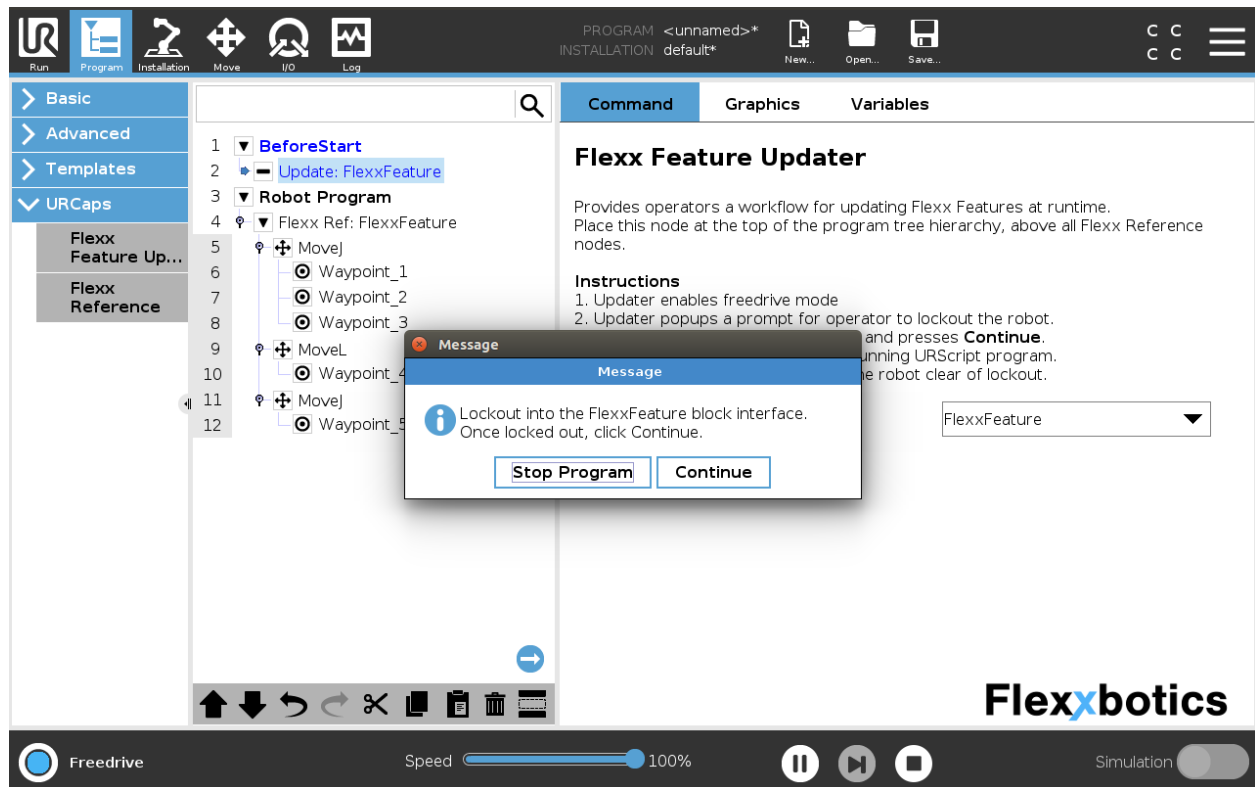 PROGRAM <unnamed>*
INSTALLATION default*
C C
C C
Run
Program
Installation
Move
I/O
Log
New...
Open...
Save...
Basic
Advanced
Templates
URCaps
Flexx
Feature Up...
Flexx
Reference
1 BeforeStart
2 Update: FlexxFeature
3 Robot Program
4 Flexx Ref: FlexxFeature
5 MoveJ
6 Waypoint_1
7 Waypoint_2
8 Waypoint_3
9 MoveL
10 Waypoint_4
11 MoveJ
12 Waypoint_5
Command
Graphics
Variables
Flexx Feature Updater
Provides operators a workflow for updating Flexx Features at runtime.
Place this node at the top of the program tree hierarchy, above all Flexx Reference
nodes.
Instructions
1. Updater enables freedrive mode
2. Updater popups a prompt for operator to lockout the robot.
and presses Continue.
URScript program.
robot clear of lockout.
FlexxFeature
Message
Message
Lockout into the FlexxFeature block interface.
Once locked out, click Continue.
Stop Program
Continue
Flexxbotics
Freedrive
Speed
100%
Simulation